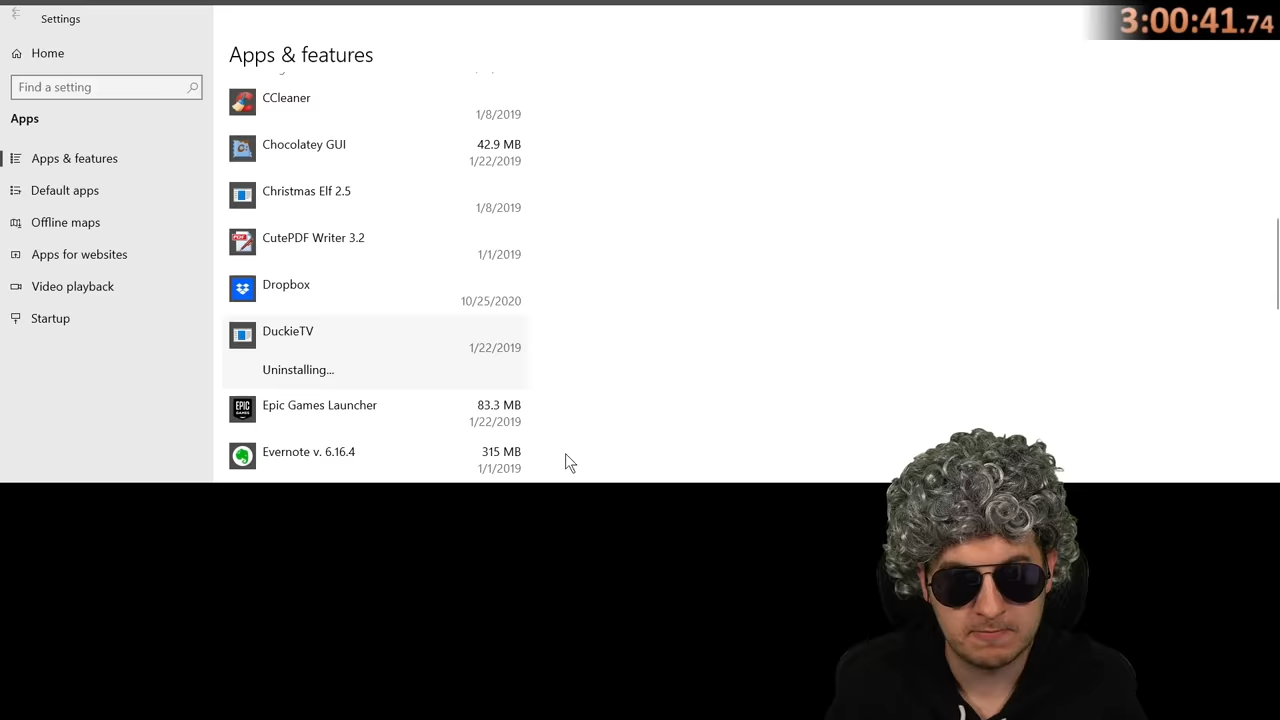 Settings
3:00:41.74
Home
Find a setting
Apps
Apps & features
Default apps
Offline maps
Apps for websites
Video playback
Startup
Apps & features
CCleaner
1/8/2019
Chocolatey GUI 42.9 MB
1/22/2019
Christmas Elf 2.5
1/8/2019
CutePDF Writer 3.2
1/1/2019
Dropbox
10/25/2020
DuckieTV
1/22/2019
Uninstalling...
Epic Games Launcher 83.3 MB
1/22/2019
Evernote v. 6.16.4 315 MB
1/1/2019